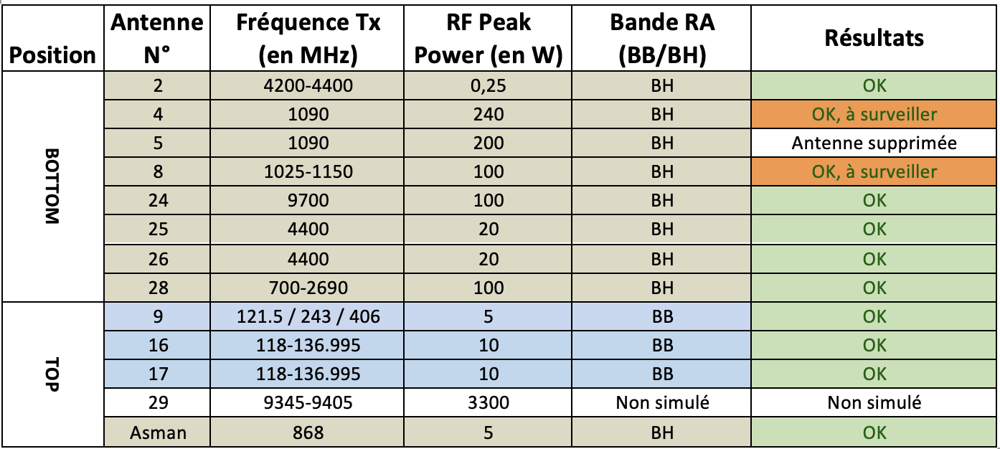 Position Antenne N° Fréquence Tx (en MHz) RF Peak Power (en W) Bande RA (BB/BH) Résultats
BOTTOM
2 4200-4400 0,25 BH OK
4 1090 240 BH OK, à surveiller
5 1090 200 BH Antenne supprimée
8 1025-1150 100 BH OK, à surveiller
24 9700 100 BH OK
25 4400 20 BH OK
26 4400 20 BH OK
28 700-2690 100 BH OK
TOP
9 121.5 / 243 / 406 5 BB OK
16 118-136.995 10 BB OK
17 118-136.995 10 BB OK
29 9345-9405 3300 Non simulé Non simulé
Asman 868 5 BH OK